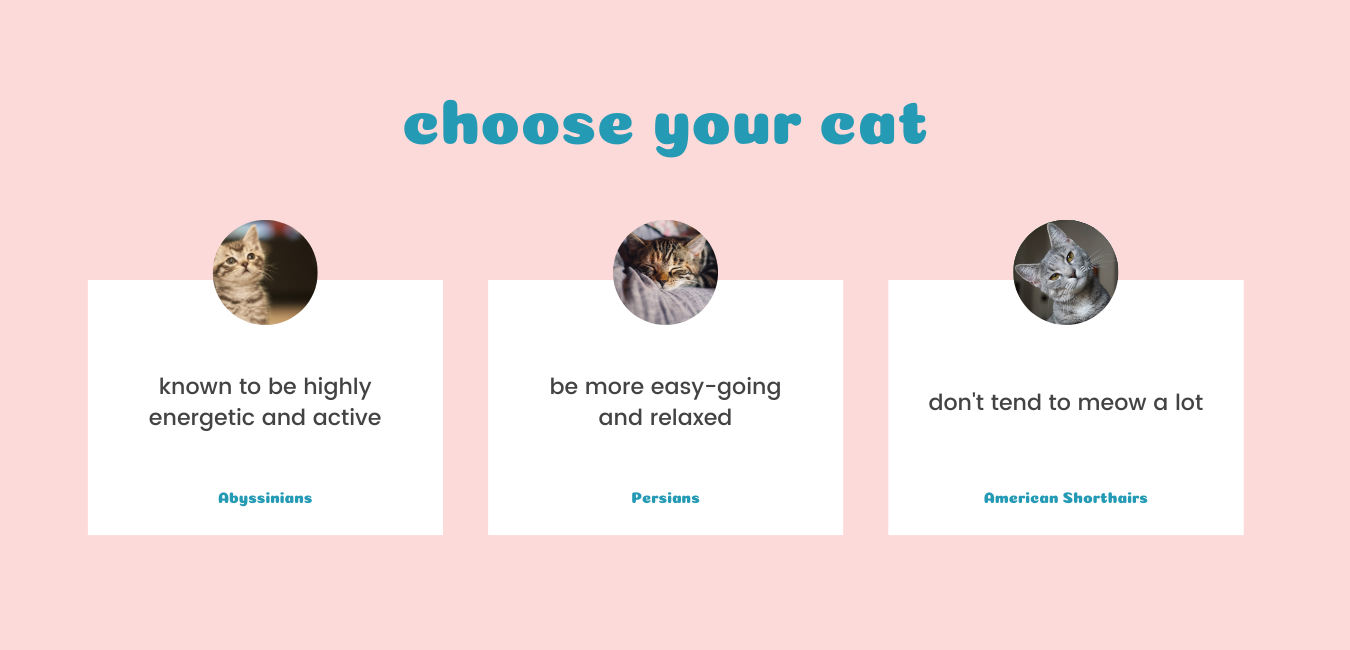 choose your cat
known to be highly
energetic and active
Abyssinians
be more easy-going
and relaxed
Persians
don't tend to meow a lot
American Shorthairs